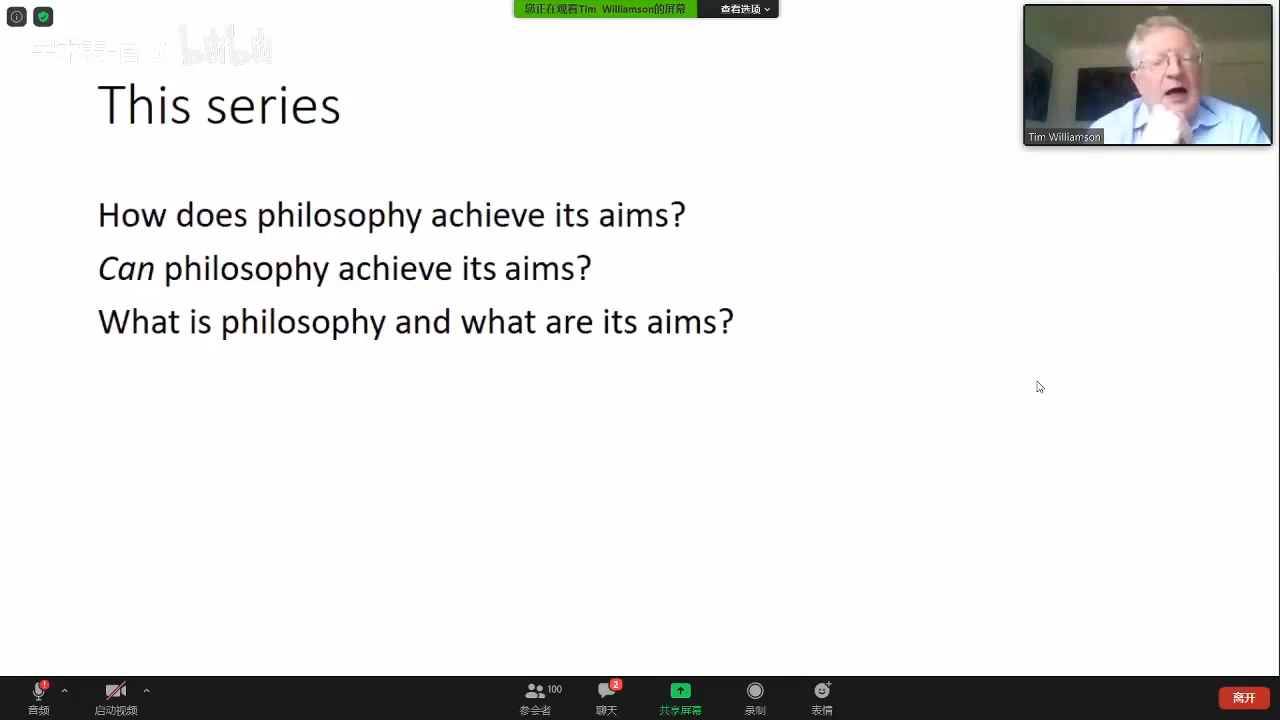 您正在观看Tim Williamson的屏幕
查看选项
bilibili
This series
Tim Williamson
How does philosophy achieve its aims?
Can philosophy achieve its aims?
What is philosophy and what are its aims?
100
2
音频
启动视频
参会者
聊天
共享屏幕
录制
表情
离开